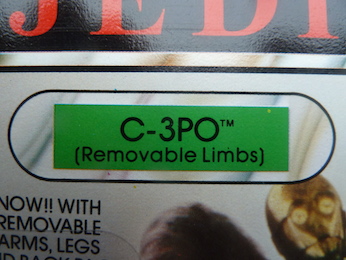 JEDI
C-3PO™
(Removable Limbs)
NOW!! WITH
REMOVABLE
ARMS, LEGS